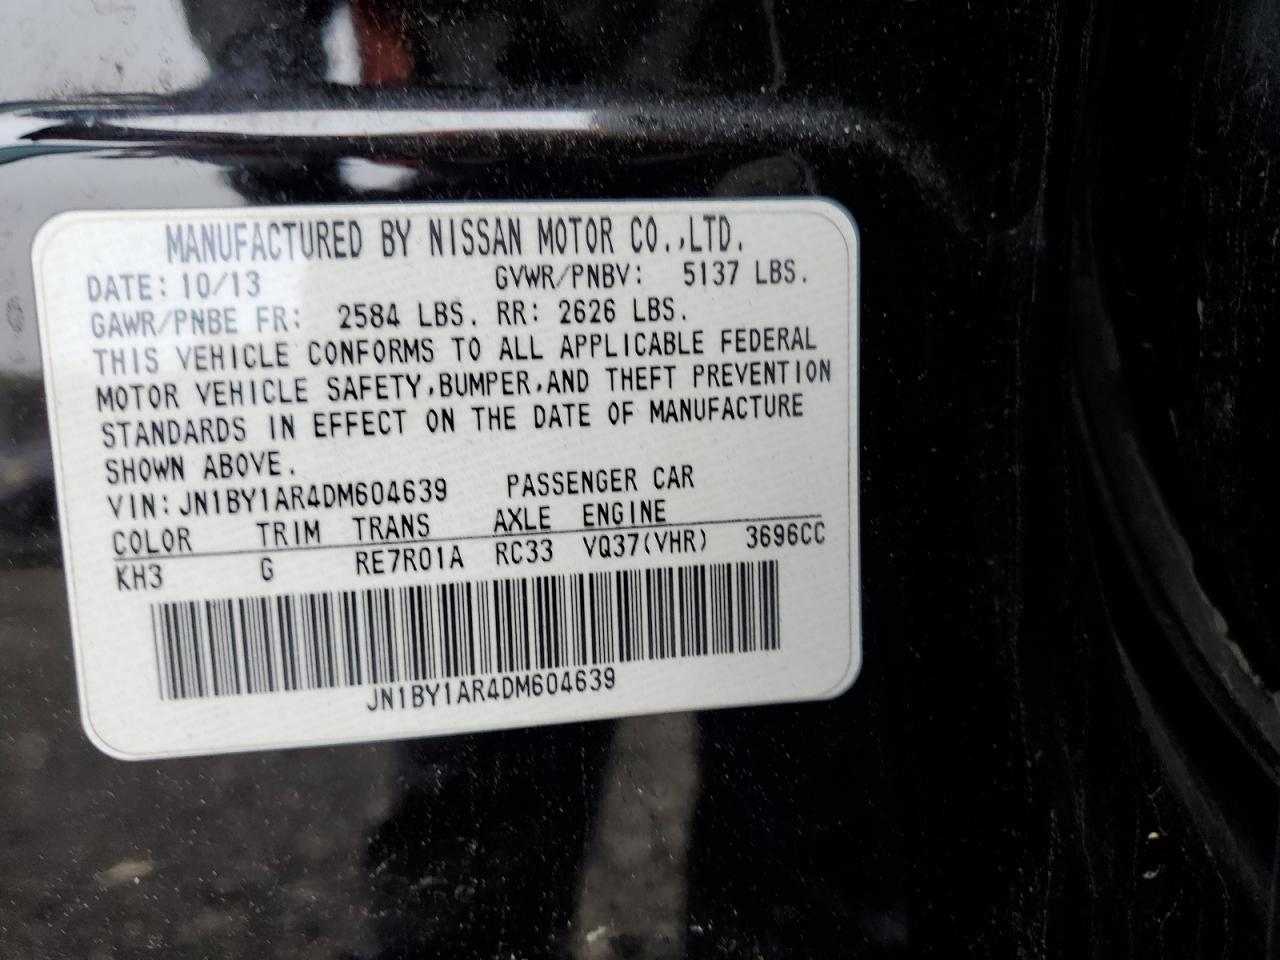 MANUFACTURED BY NISSAN MOTOR CO.,LTD.
DATE: 10/13 GVWR/PNBV: 5137 LBS.
GAWR/PNBE FR: 2584 LBS. RR: 2626 LBS.
THIS VEHICLE CONFORMS TO ALL APPLICABLE FEDERAL
MOTOR VEHICLE SAFETY,BUMPER,AND THEFT PREVENTION
STANDARDS IN EFFECT ON THE DATE OF MANUFACTURE
SHOWN ABOVE.
VIN:JN1BY1AR4DM604639 PASSENGER CAR
COLOR TRIM TRANS AXLE ENGINE
KH3 G RE7R01A RC33 VQ37(VHR) 3696CC
JN1BY1AR4DM604639